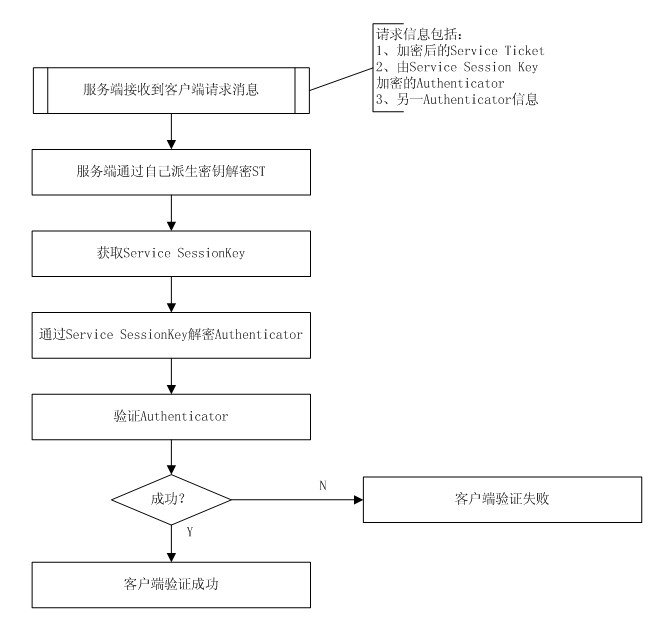 请求信息包括:
1、加密后的Service Ticket
2、由Service Session Key
加密的Authenticator
3、另一Authenticator信息
服务端接收到客户端请求消息
服务端通过自己派生密钥解密ST
获取Service SessionKey
通过Service SessionKey解密Authenticator
验证Authenticator
成功?
N
客户端验证失败
Y
客户端验证成功